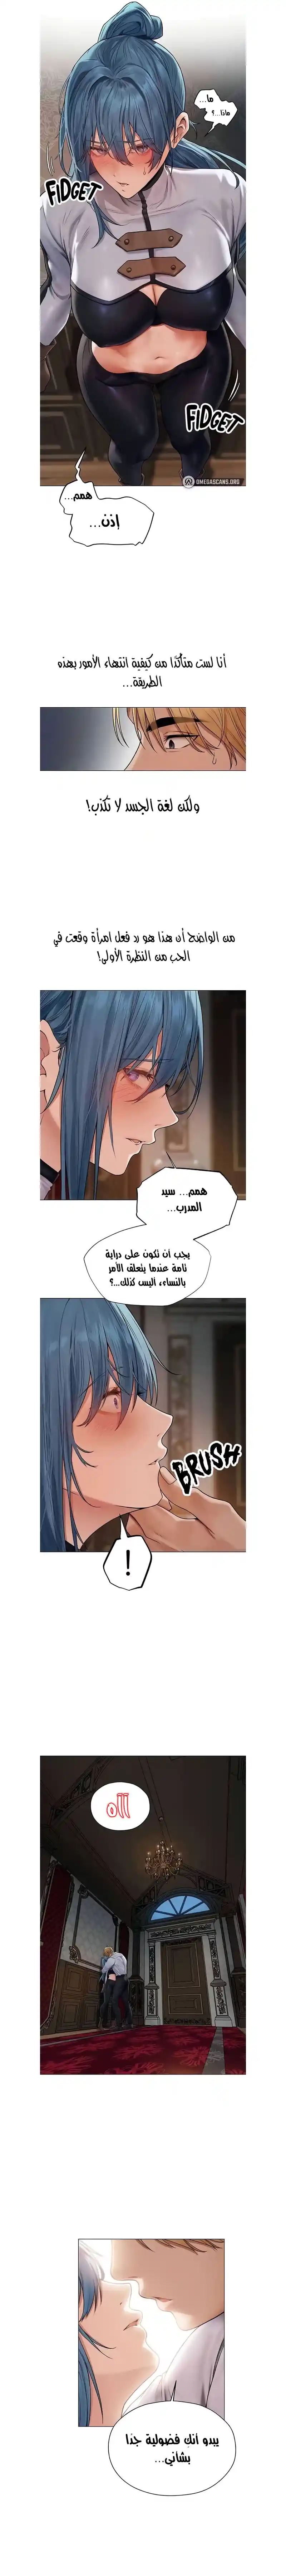 ما...
ماذا...؟
FIDGET
FIDGET
OMEGASCANS.ORG
همم...
إذن...
أنا لست متأكدًا من كيفية انتهاء الأمور بهذه
الطريقة...
ولكن لغة الجسد لا تكذب!
من الواضح أن هذا هو رد فعل امرأة وقعت في
الحب من النظرة الأولى!
همم... سيد
المدرب...
يجب أن تكون على دراية
تامة عندما يتعلق الأمر
بالنساء، أليس كذلك...؟
BRUSH
!
آآه
يبدو أنكِ فضولية جدًا
بشأني...